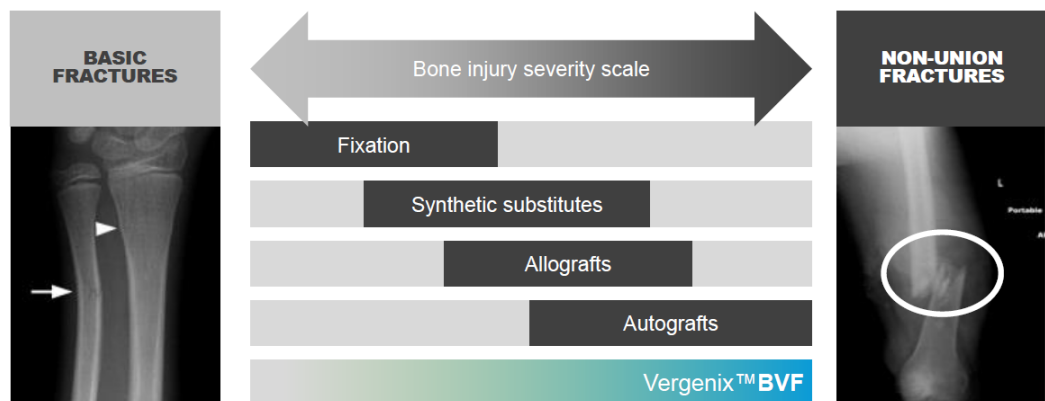 BASIC
FRACTURES
Bone injury severity scale
NON-UNION
FRACTURES
Fixation
Synthetic substitutes
Allografts
Autografts
Vergenix™BVF
L
Portable